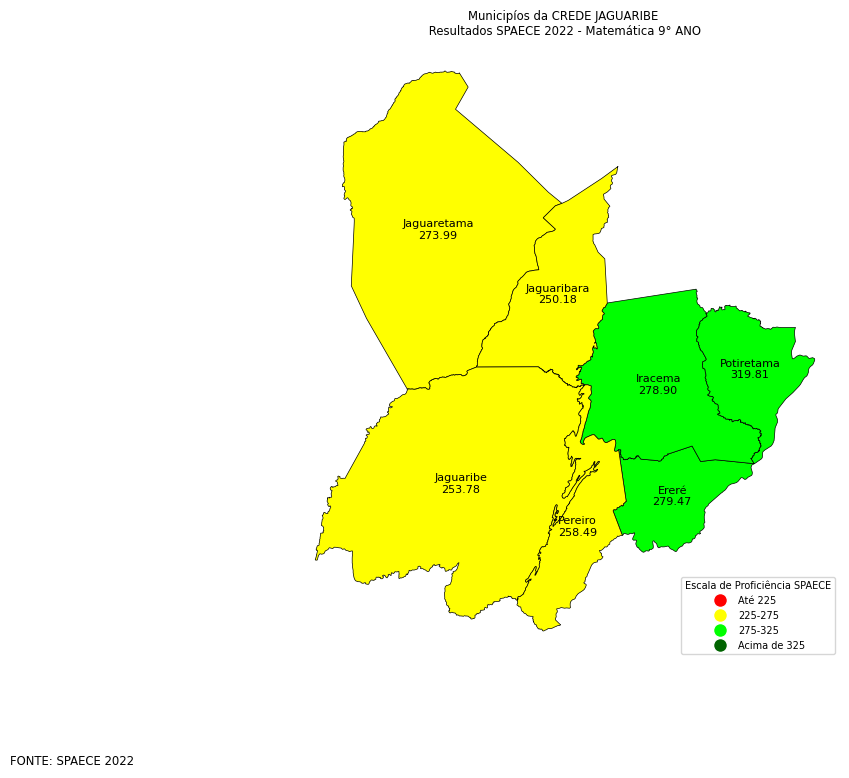 Municipíos da CREDE JAGUARIBE
Resultados SPAECE 2022 - Matemática 9° ANO
Jaguaretama
273.99
Jaguaribara
250.18
Potiretama
319.81
Iracema
278.90
Jaguaribe
253.78
Ereré
279.47
Pereiro
258.49
Escala de Proficiência SPAECE
Até 225
225-275
275-325
Acima de 325
FONTE: SPAECE 2022